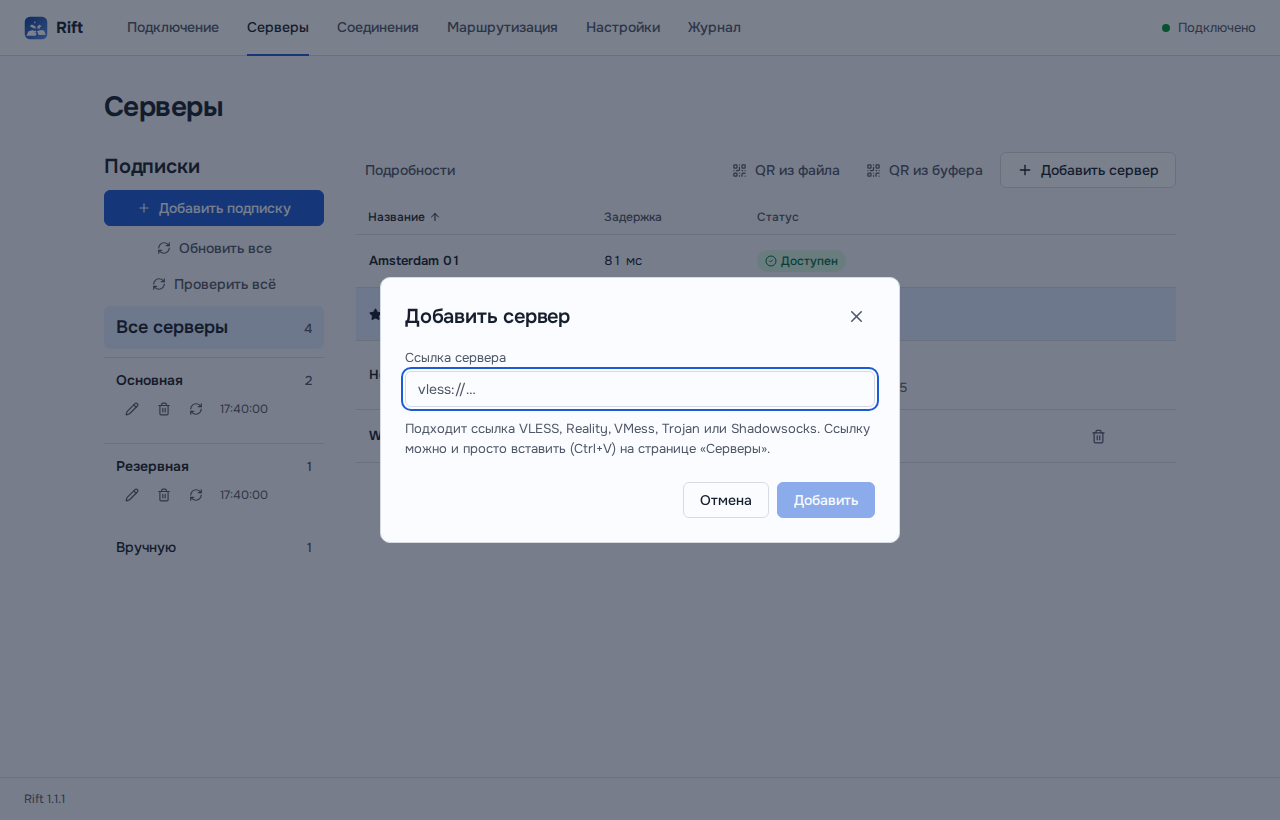 Rift
Подключение
Серверы
Соединения
Маршрутизация
Настройки
Журнал
Подключено
Серверы
Подписки
Добавить подписку
Обновить все
Проверить всё
Все серверы 4
Основная 2
17:40:00
Резервная 1
17:40:00
Вручную 1
Подробности
QR из файла
QR из буфера
Добавить сервер
Название
Задержка
Статус
Amsterdam 01
81 мс
Доступен
Добавить сервер
Ссылка сервера
vless://…
Подходит ссылка VLESS, Reality, VMess, Trojan или Shadowsocks. Ссылку
можно и просто вставить (Ctrl+V) на странице «Серверы».
Отмена
Добавить
Rift 1.1.1